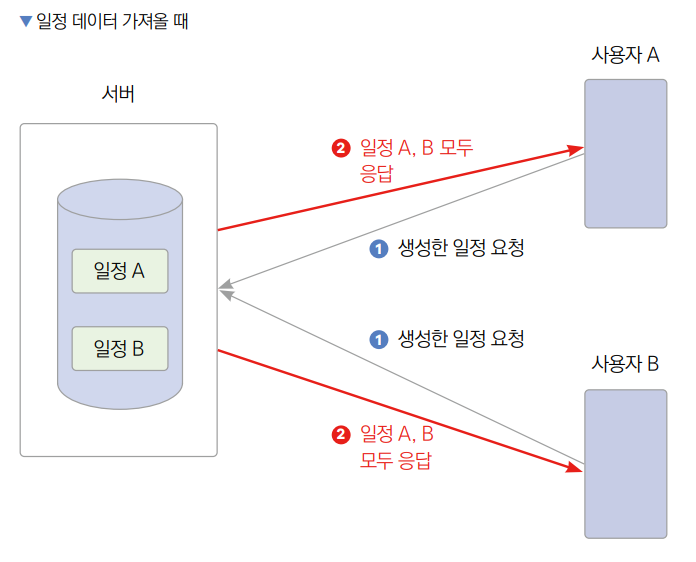 ▼일정 데이터 가져올 때
서버
사용자 A
2 일정 A, B 모두
응답
1 생성한 일정 요청
일정 A
일정 B
1 생성한 일정 요청
사용자 B
2 일정 A, B
모두 응답